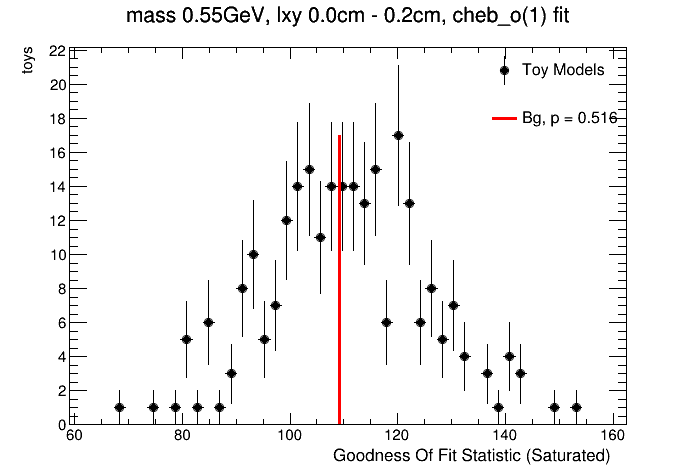 mass 0.55GeV, lxy 0.0cm - 0.2cm, cheb_o(1) fit
toys
22
20
18
16
14
12
10
8
6
4
2
0
Toy Models
Bg, p = 0.516
60 80 100 120 140 160
Goodness Of Fit Statistic (Saturated)